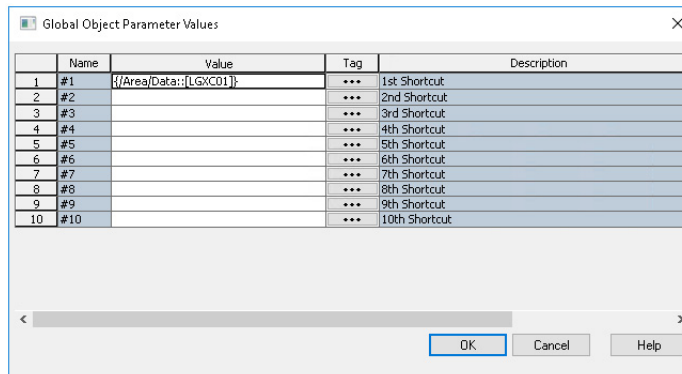 Global Object Parameter Values
Name Value Tag Description
1 #1 {/Area/Data::[LGXC01]} ••• 1st Shortcut
2 #2 ••• 2nd Shortcut
3 #3 ••• 3rd Shortcut
4 #4 ••• 4th Shortcut
5 #5 ••• 5th Shortcut
6 #6 ••• 6th Shortcut
7 #7 ••• 7th Shortcut
8 #8 ••• 8th Shortcut
9 #9 ••• 9th Shortcut
10 #10 ••• 10th Shortcut
OK Cancel Help